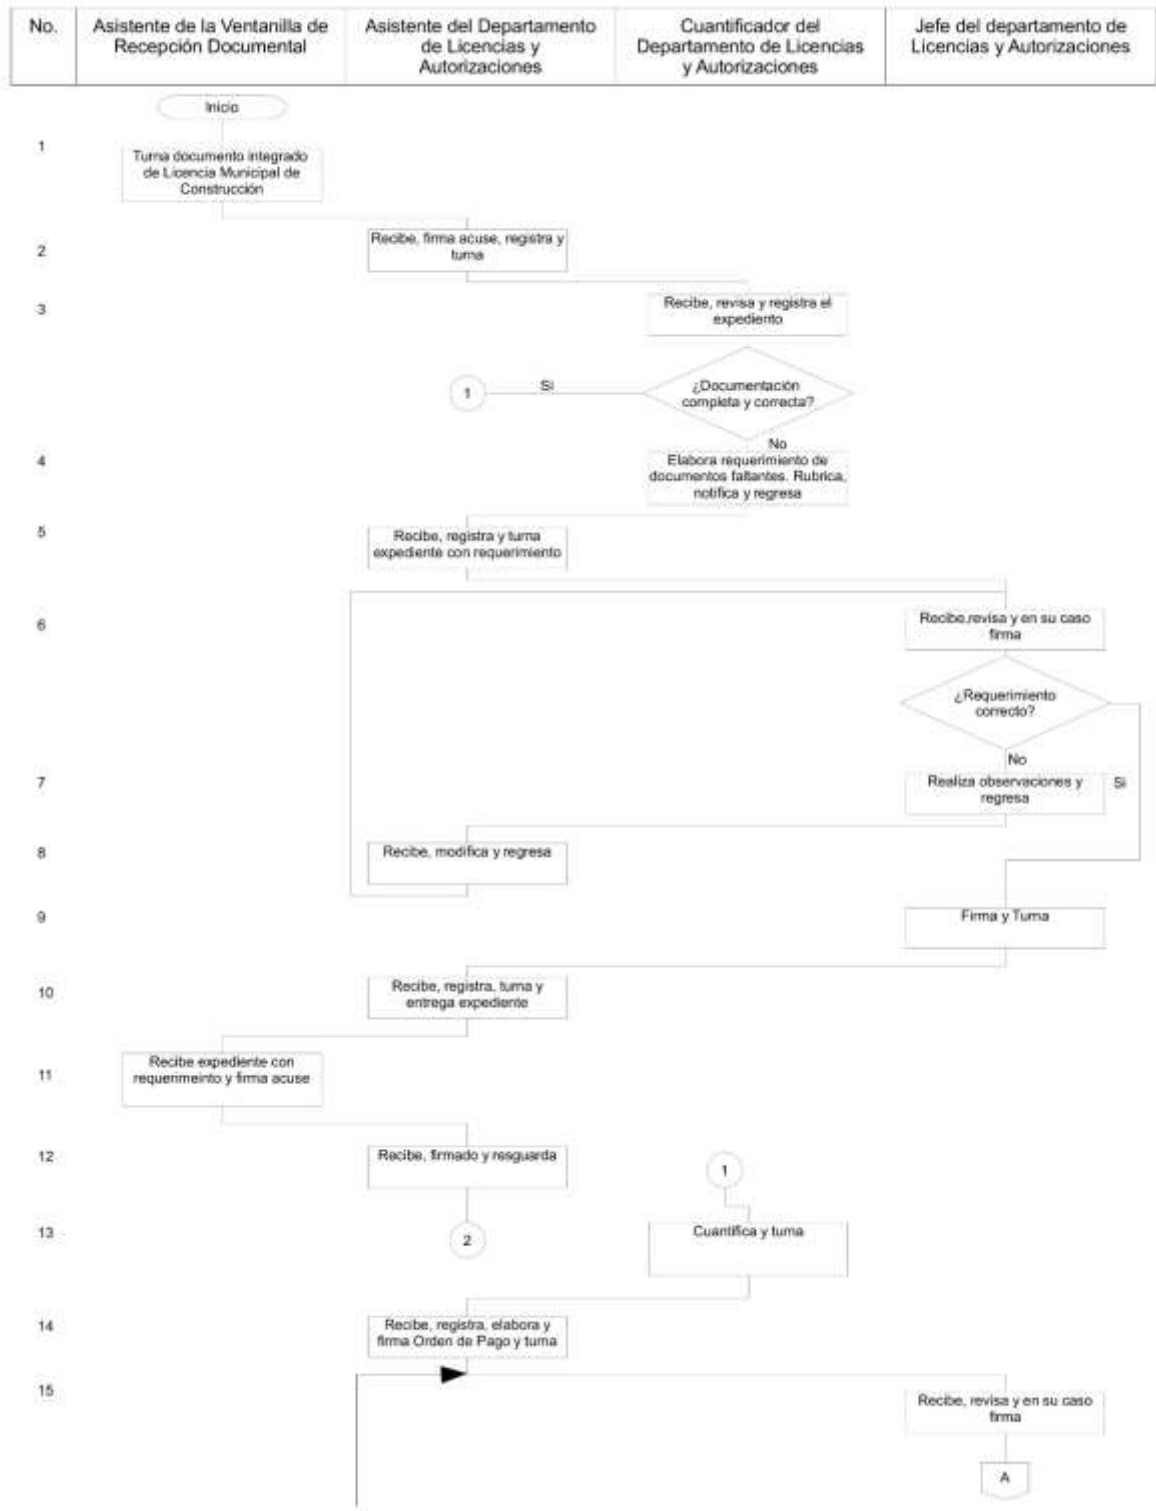 No.
Asistente de la Ventanilla de
Recepción Documental
Asistente del Departamento
de Licencias y
Autorizaciones
Cuantificador del
Departamento de Licencias
y Autorizaciones
Jefe del departamento de
Licencias y Autorizaciones
Inicio
1
Turna documento integrado
de Licencia Municipal de
Construcción
2
Recibe, firma acuse, registra y
turna
3
Recibe, revisa y registra el
expediento
1
Si
¿Documentación
completa y correcta?
No
4
Elabora requerimiento de
documentos faltantes. Rubrica,
notifica y regresa
5
Recibe, registra y turna
expediente con requerimiento
6
Recibe,revisa y en su caso
firma
¿Requerimiento
correcto?
No
7
Realiza observaciones y
regresa
Si
8
Recibe, modifica y regresa
9
Firma y Turna
10
Recibe, registra, turna y
entrega expediente
11
Recibe expediente con
requerimeinto y firma acuse
12
Recibe, firmado y resguarda
1
13
2
Cuantifica y turna
14
Recibe, registra, elabora y
firma Orden de Pago y turna
15
Recibe, revisa y en su caso
firma
A